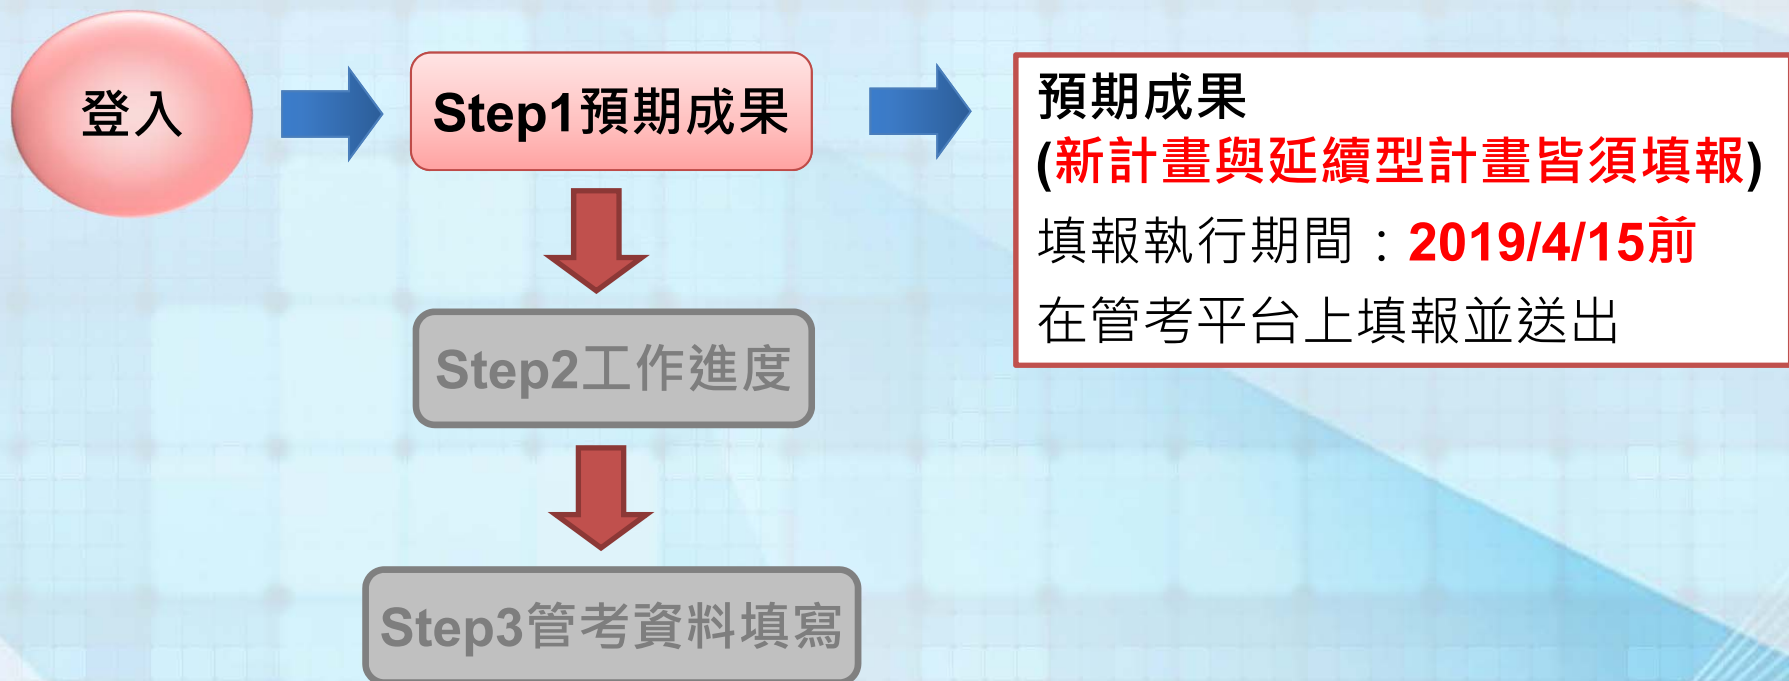 登入
Step1預期成果
預期成果
(新計畫與延續型計畫皆須填報)
填報執行期間：2019/4/15前
在管考平台上填報並送出
Step2工作進度
Step3管考資料填寫